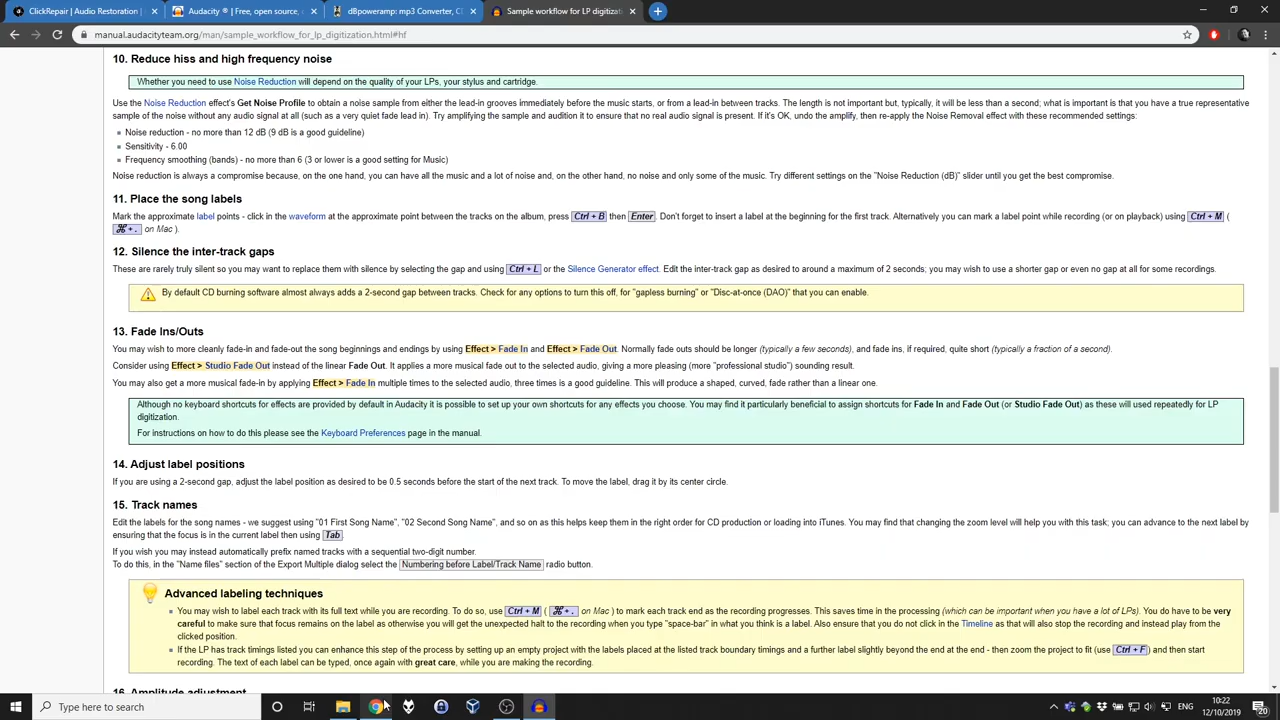 ClickRepair | Audio Restoration
Audacity ® | Free, open source,
dBpoweramp: mp3 Converter, C
Sample workflow for LP digitizati
manual.audacityteam.org/man/sample_workflow_for_lp_digitization.html#hf
10. Reduce hiss and high frequency noise
Whether you need to use Noise Reduction will depend on the quality of your LPs, your stylus and cartridge.
Use the Noise Reduction effect's Get Noise Profile to obtain a noise sample from either the lead-in grooves immediately before the music starts, or from a lead-in between tracks. The length is not important but, typically, it will be less than a second; what is important is that you have a true representative
sample of the noise without any audio signal at all (such as a very quiet fade lead in). Try amplifying the sample and audition it to ensure that no real audio signal is present. If it's OK, undo the amplify, then re-apply the Noise Removal effect with these recommended settings:
Noise reduction - no more than 12 dB (9 dB is a good guideline)
Sensitivity - 6.00
Frequency smoothing (bands) - no more than 6 (3 or lower is a good setting for Music)
Noise reduction is always a compromise because, on the one hand, you can have all the music and a lot of noise and, on the other hand, no noise and only some of the music. Try different settings on the "Noise Reduction (dB)" slider until you get the best compromise.
11. Place the song labels
Mark the approximate label points - click in the waveform at the approximate point between the tracks on the album, press Ctrl + B then Enter. Don't forget to insert a label at the beginning for the first track. Alternatively you can mark a label point while recording (or on playback) using Ctrl + M (
⌘ + . on Mac ).
12. Silence the inter-track gaps
These are rarely truly silent so you may want to replace them with silence by selecting the gap and using Ctrl + L or the Silence Generator effect. Edit the inter-track gap as desired to around a maximum of 2 seconds; you may wish to use a shorter gap or even no gap at all for some recordings.
By default CD burning software almost always adds a 2-second gap between tracks. Check for any options to turn this off, for "gapless burning" or "Disc-at-once (DAO)" that you can enable.
13. Fade Ins/Outs
You may wish to more cleanly fade-in and fade-out the song beginnings and endings by using Effect > Fade In and Effect > Fade Out. Normally fade outs should be longer (typically a few seconds), and fade ins, if required, quite short (typically a fraction of a second).
Consider using Effect > Studio Fade Out instead of the linear Fade Out. It applies a more musical fade out to the selected audio, giving a more pleasing (more "professional studio") sounding result.
You may also get a more musical fade-in by applying Effect > Fade In multiple times to the selected audio, three times is a good guideline. This will produce a shaped, curved, fade rather than a linear one.
Although no keyboard shortcuts for effects are provided by default in Audacity it is possible to set up your own shortcuts for any effects you choose. You may find it particularly beneficial to assign shortcuts for Fade In and Fade Out (or Studio Fade Out) as these will used repeatedly for LP
digitization.
For instructions on how to do this please see the Keyboard Preferences page in the manual.
14. Adjust label positions
If you are using a 2-second gap, adjust the label position as desired to be 0.5 seconds before the start of the next track. To move the label, drag it by its center circle.
15. Track names
Edit the labels for the song names - we suggest using "01 First Song Name", "02 Second Song Name", and so on as this helps keep them in the right order for CD production or loading into iTunes. You may find that changing the zoom level will help you with this task; you can advance to the next label by
ensuring that the focus is in the current label then using Tab.
If you wish you may instead automatically prefix named tracks with a sequential two-digit number.
To do this, in the "Name files" section of the Export Multiple dialog select the Numbering before Label/Track Name radio button.
Advanced labeling techniques
You may wish to label each track with its full text while you are recording. To do so, use Ctrl + M ( ⌘ + . on Mac ) to mark each track end as the recording progresses. This saves time in the processing (which can be important when you have a lot of LPs). You do have to be very
careful to make sure that focus remains on the label as otherwise you will get the unexpected halt to the recording when you type "space-bar" in what you think is a label. Also ensure that you do not click in the Timeline as that will also stop the recording and instead play from the
clicked position.
If the LP has track timings listed you can enhance this step of the process by setting up an empty project with the labels placed at the listed track boundary timings and a further label slightly beyond the end at the end - then zoom the project to fit (use Ctrl + F) and then start
recording. The text of each label can be typed, once again with great care, while you are making the recording.
16. Amplitude adjustment
Type here to search
ENG
10:22
12/10/2019
20